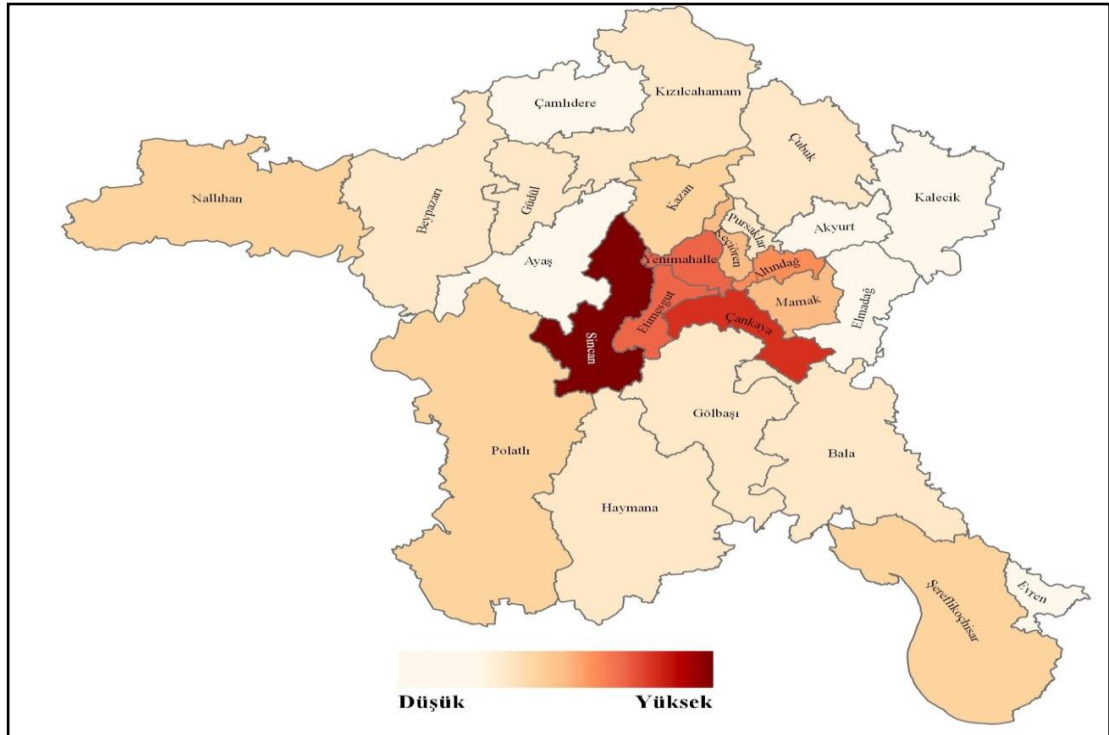 Kızılcahamam
Çamlıdere
Çubuk
Nallıhan
Beypazarı
Güdül
Kazan
Kalecik
Pursaklar
Akyurt
Keçiören
Ayaş
Yenimahalle
Altındağ
Etimesgut
Mamak
Elmadağ
Sincan
Çankaya
Gölbaşı
Polatlı
Bala
Haymana
Evren
Şereflikoçhisar
Düşük
Yüksek